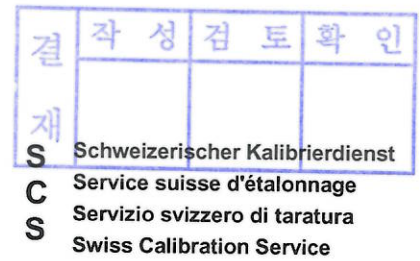 결재 작성 검토 확인
S Schweizerischer Kalibrierdienst
C Service suisse d'étalonnage
S Servizio svizzero di taratura
Swiss Calibration Service